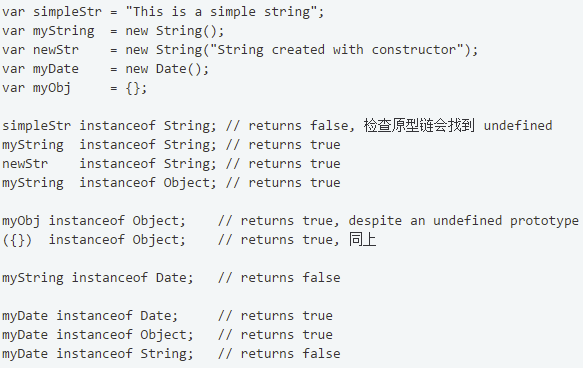 var simpleStr = "This is a simple string";
var myString  = new String();
var newStr    = new String("String created with constructor");
var myDate    = new Date();
var myObj     = {};

simpleStr instanceof String; // returns false, 检查原型链会找到 undefined
myString  instanceof String; // returns true
newStr    instanceof String; // returns true
myString  instanceof Object; // returns true

myObj instanceof Object;    // returns true, despite an undefined prototype
({})  instanceof Object;    // returns true, 同上

myString instanceof Date;   // returns false

myDate instanceof Date;     // returns true
myDate instanceof Object;   // returns true
myDate instanceof String;   // returns false